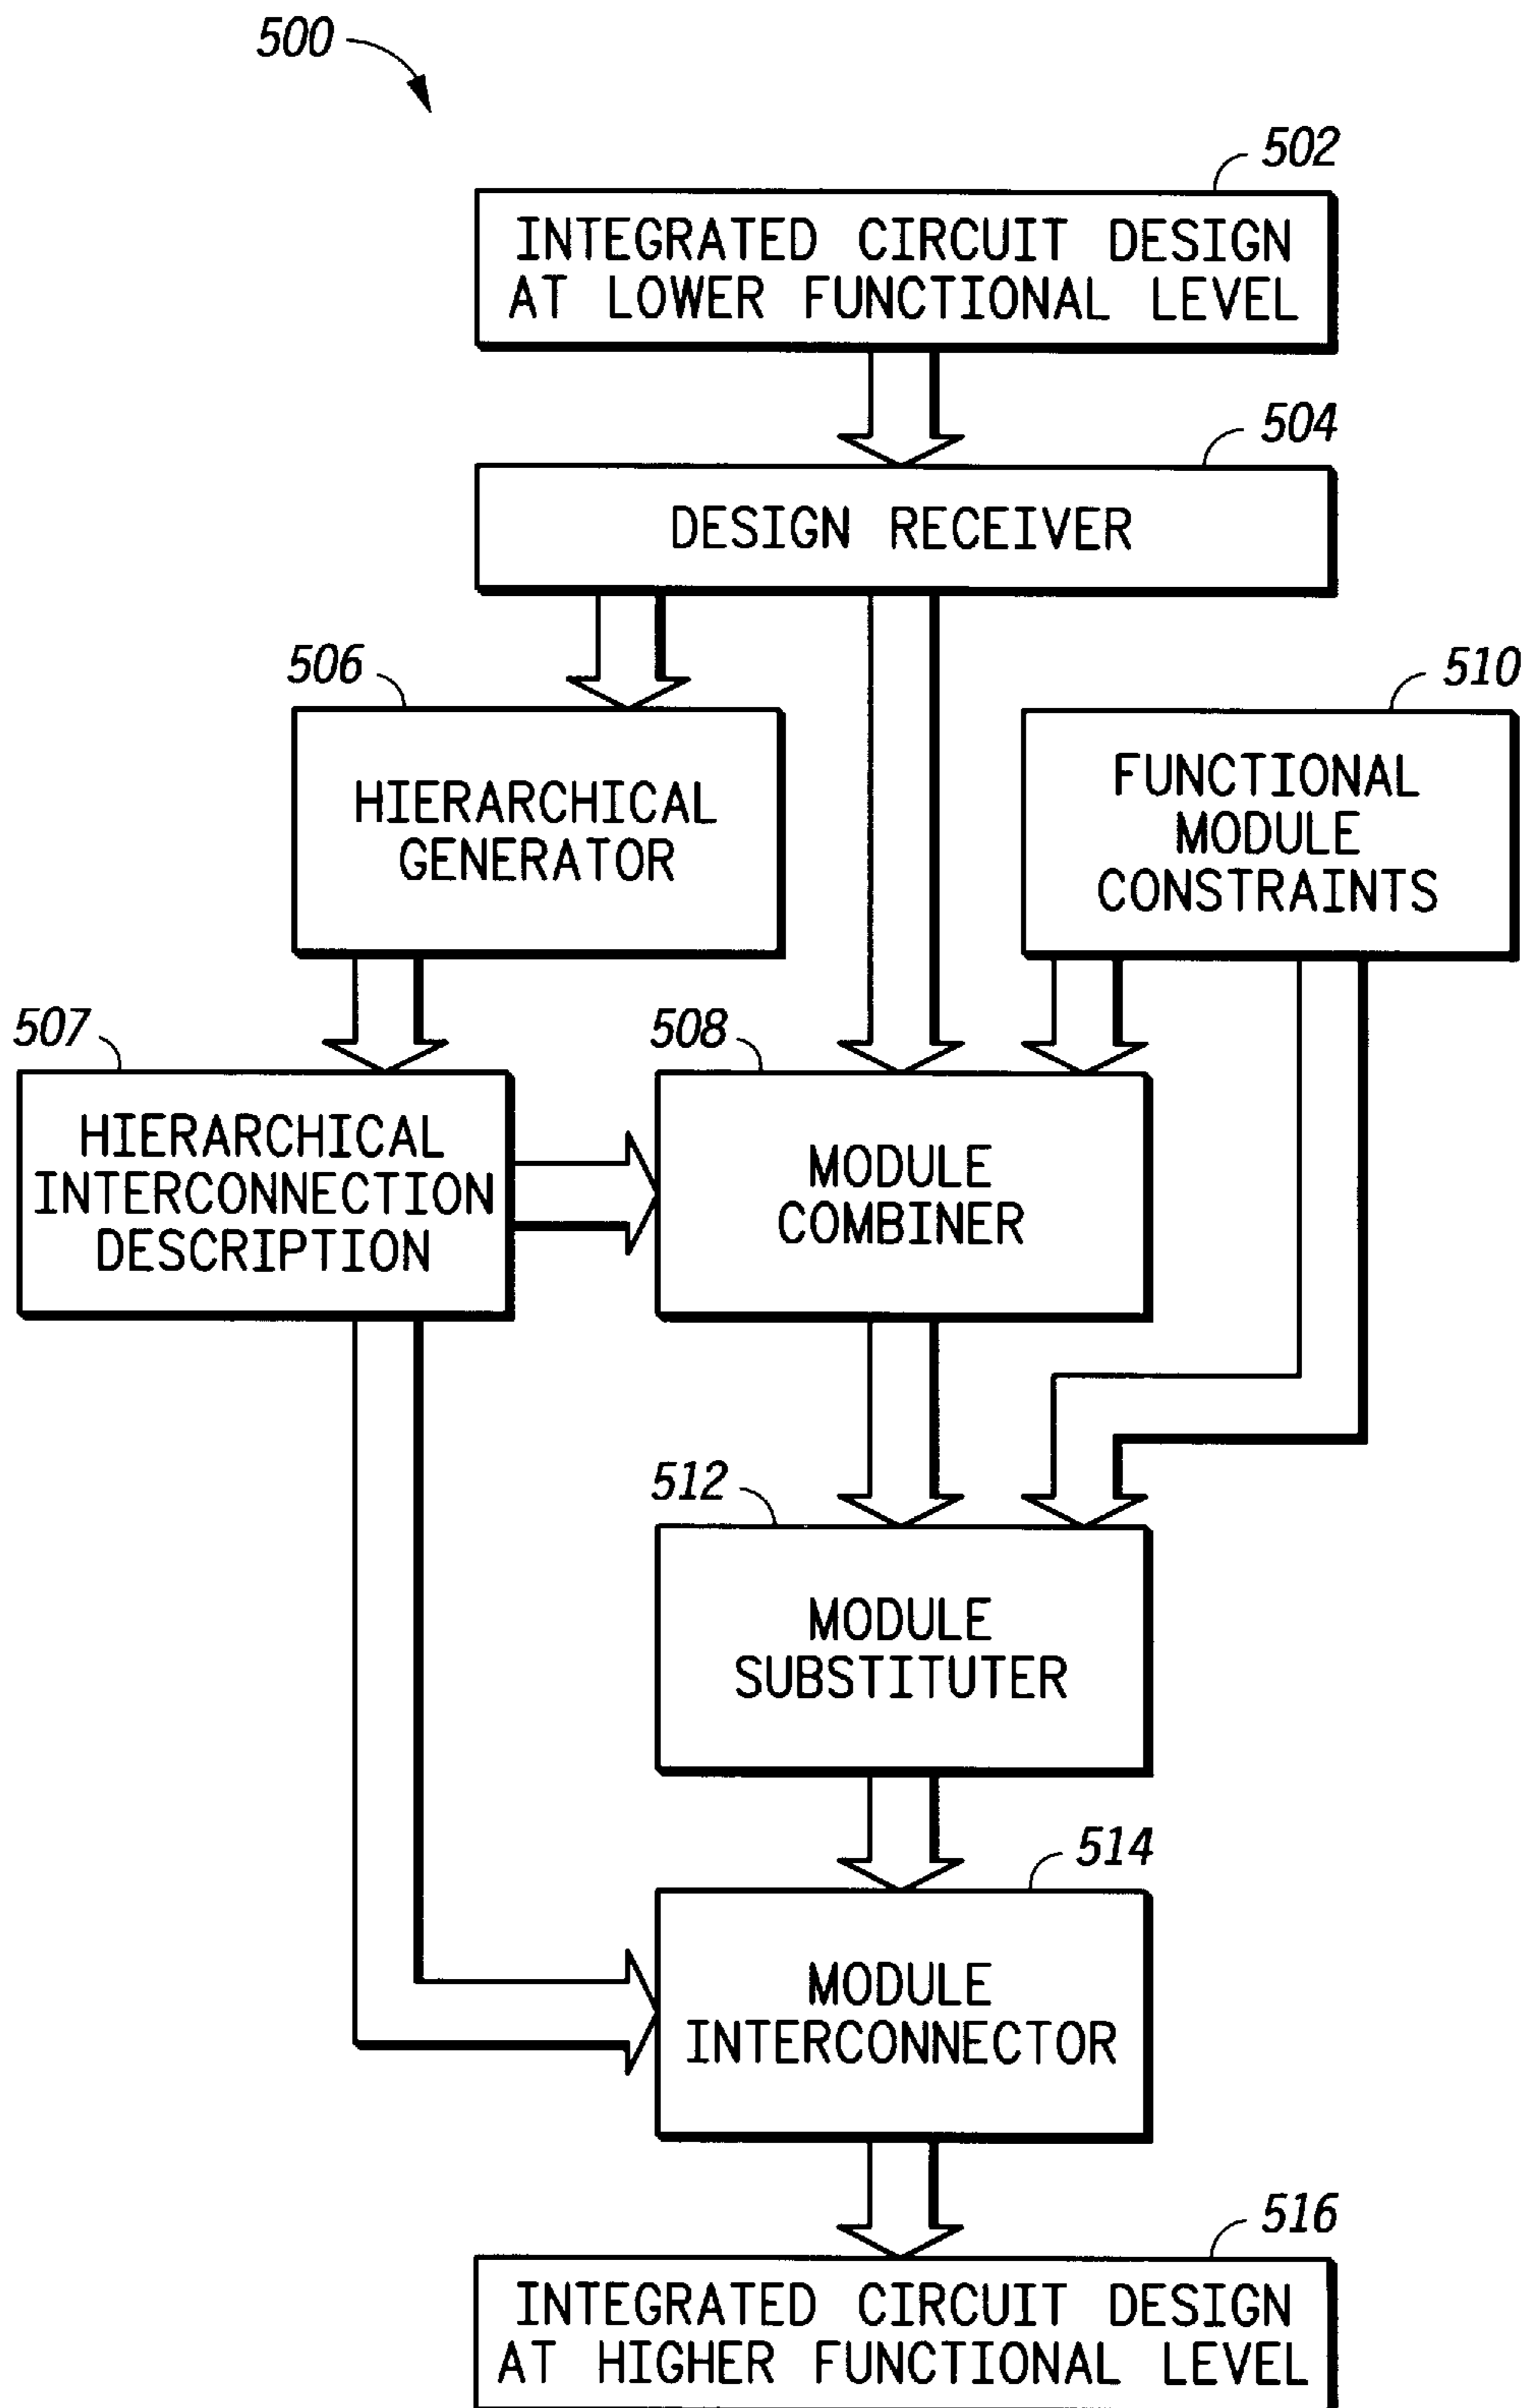 500
502
INTEGRATED CIRCUIT DESIGN
AT LOWER FUNCTIONAL LEVEL
504
DESIGN RECEIVER
506
HIERARCHICAL
GENERATOR
510
FUNCTIONAL
MODULE
CONSTRAINTS
507
HIERARCHICAL
INTERCONNECTION
DESCRIPTION
508
MODULE
COMBINER
512
MODULE
SUBSTITUTER
514
MODULE
INTERCONNECTOR
516
INTEGRATED CIRCUIT DESIGN
AT HIGHER FUNCTIONAL LEVEL